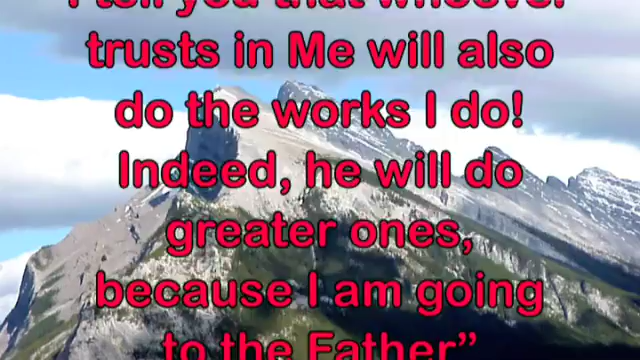 I tell you that whoever
trusts in Me will also
do the works I do!
Indeed, he will do
greater ones,
because I am going
to the Father”